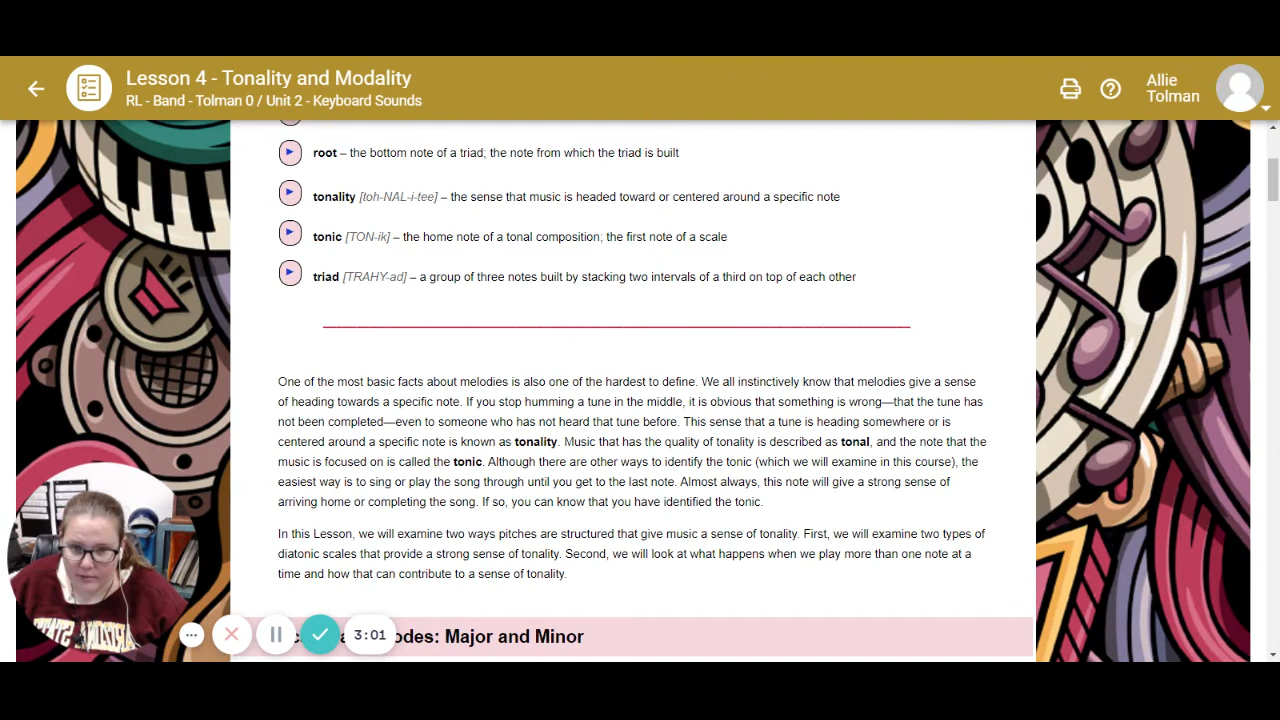 Lesson 4 - Tonality and Modality
RL - Band - Tolman 0 / Unit 2 - Keyboard Sounds
Allie
Tolman
root – the bottom note of a triad; the note from which the triad is built
tonality [toh-NAL-i-tee] – the sense that music is headed toward or centered around a specific note
tonic [TON-ik] – the home note of a tonal composition; the first note of a scale
triad [TRAHY-ad] – a group of three notes built by stacking two intervals of a third on top of each other
One of the most basic facts about melodies is also one of the hardest to define. We all instinctively know that melodies give a sense
of heading towards a specific note. If you stop humming a tune in the middle, it is obvious that something is wrong—that the tune has
not been completed—even to someone who has not heard that tune before. This sense that a tune is heading somewhere or is
centered around a specific note is known as tonality. Music that has the quality of tonality is described as tonal, and the note that the
music is focused on is called the tonic. Although there are other ways to identify the tonic (which we will examine in this course), the
easiest way is to sing or play the song through until you get to the last note. Almost always, this note will give a strong sense of
arriving home or completing the song. If so, you can know that you have identified the tonic.
In this Lesson, we will examine two ways pitches are structured that give music a sense of tonality. First, we will examine two types of
diatonic scales that provide a strong sense of tonality. Second, we will look at what happens when we play more than one note at a
time and how that can contribute to a sense of tonality.
odes: Major and Minor
3:01